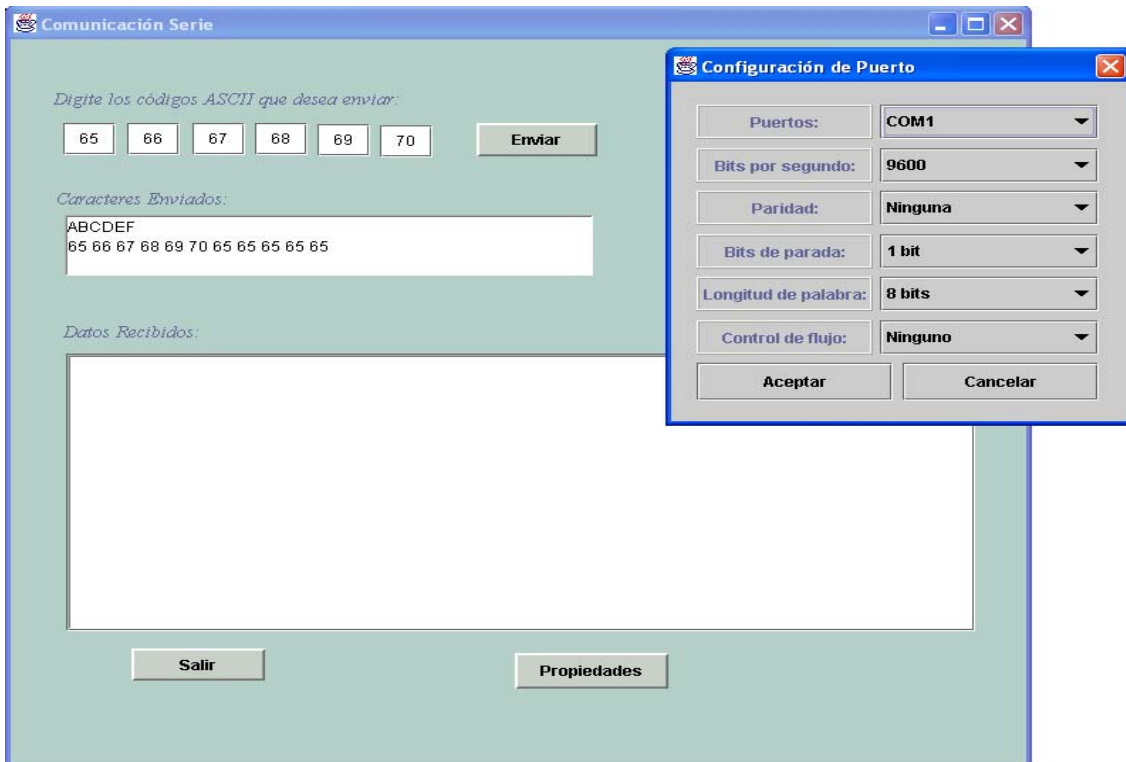 Comunicación Serie
Digite los códigos ASCII que desea enviar:
65 66 67 68 69 70 Enviar
Caracteres Enviados:
ABCDEF
65 66 67 68 69 70 65 65 65 65 65
Datos Recibidos:
Salir Propiedades
Configuración de Puerto
Puertos: COM1
Bits por segundo: 9600
Paridad: Ninguna
Bits de parada: 1 bit
Longitud de palabra: 8 bits
Control de flujo: Ninguno
Aceptar Cancelar